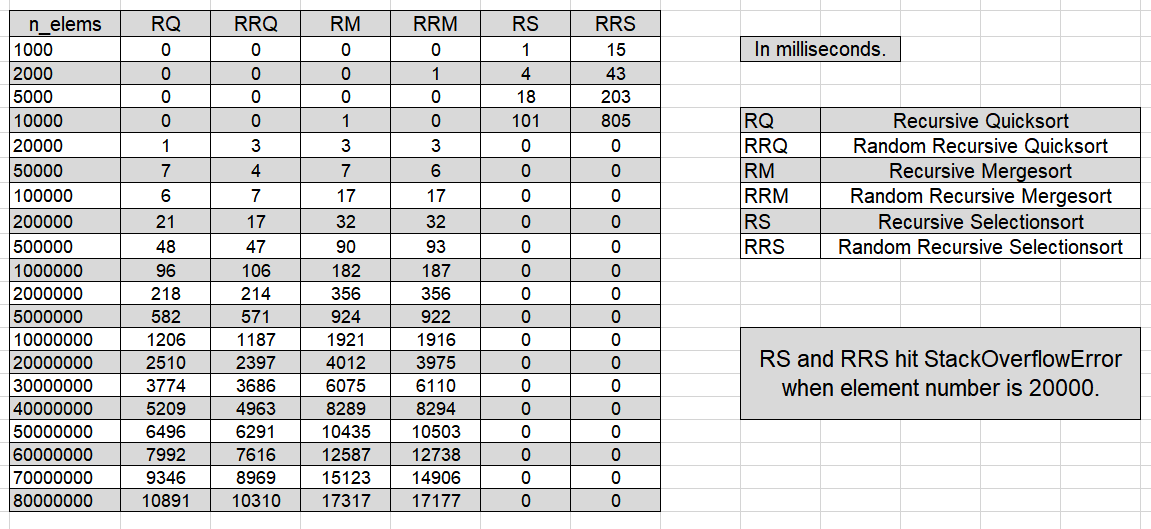 n_elems RQ RRQ RM RRM RS RRS
1000 0 0 0 0 1 15
2000 0 0 0 1 4 43
5000 0 0 0 0 18 203
10000 0 0 1 0 101 805
20000 1 3 3 3 0 0
50000 7 4 7 6 0 0
100000 6 7 17 17 0 0
200000 21 17 32 32 0 0
500000 48 47 90 93 0 0
1000000 96 106 182 187 0 0
2000000 218 214 356 356 0 0
5000000 582 571 924 922 0 0
10000000 1206 1187 1921 1916 0 0
20000000 2510 2397 4012 3975 0 0
30000000 3774 3686 6075 6110 0 0
40000000 5209 4963 8289 8294 0 0
50000000 6496 6291 10435 10503 0 0
60000000 7992 7616 12587 12738 0 0
70000000 9346 8969 15123 14906 0 0
80000000 10891 10310 17317 17177 0 0
In milliseconds.
RQ Recursive Quicksort
RRQ Random Recursive Quicksort
RM Recursive Mergesort
RRM Random Recursive Mergesort
RS Recursive Selectionsort
RRS Random Recursive Selectionsort
RS and RRS hit StackOverflowError
when element number is 20000.